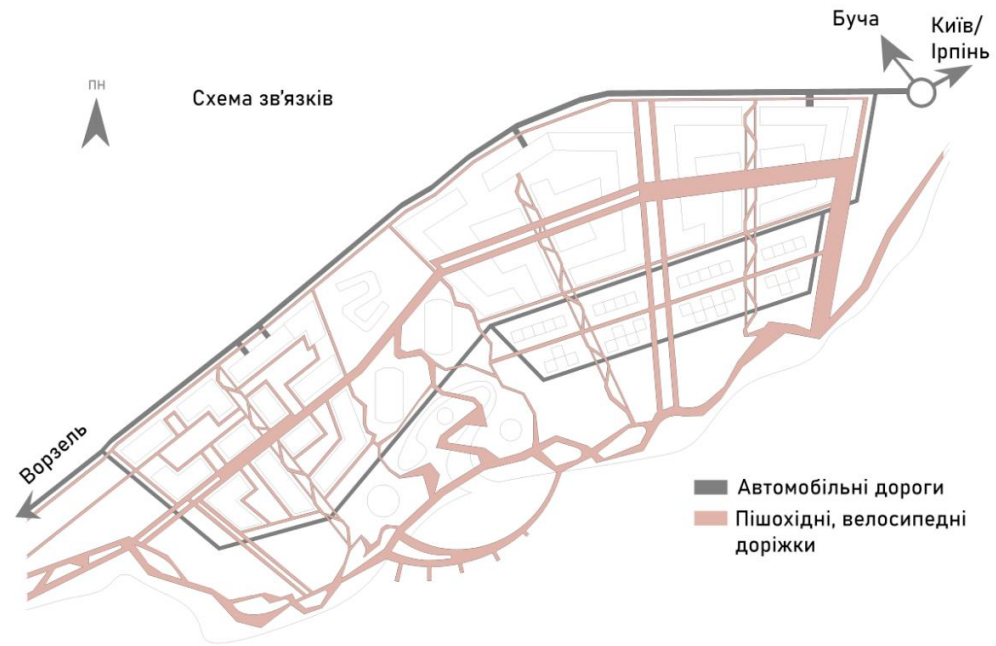 Буча
Київ/
Ірпінь
пн
Схема зв'язків
Ворзель
Автомобільні дороги
Пішохідні, велосипедні
доріжки